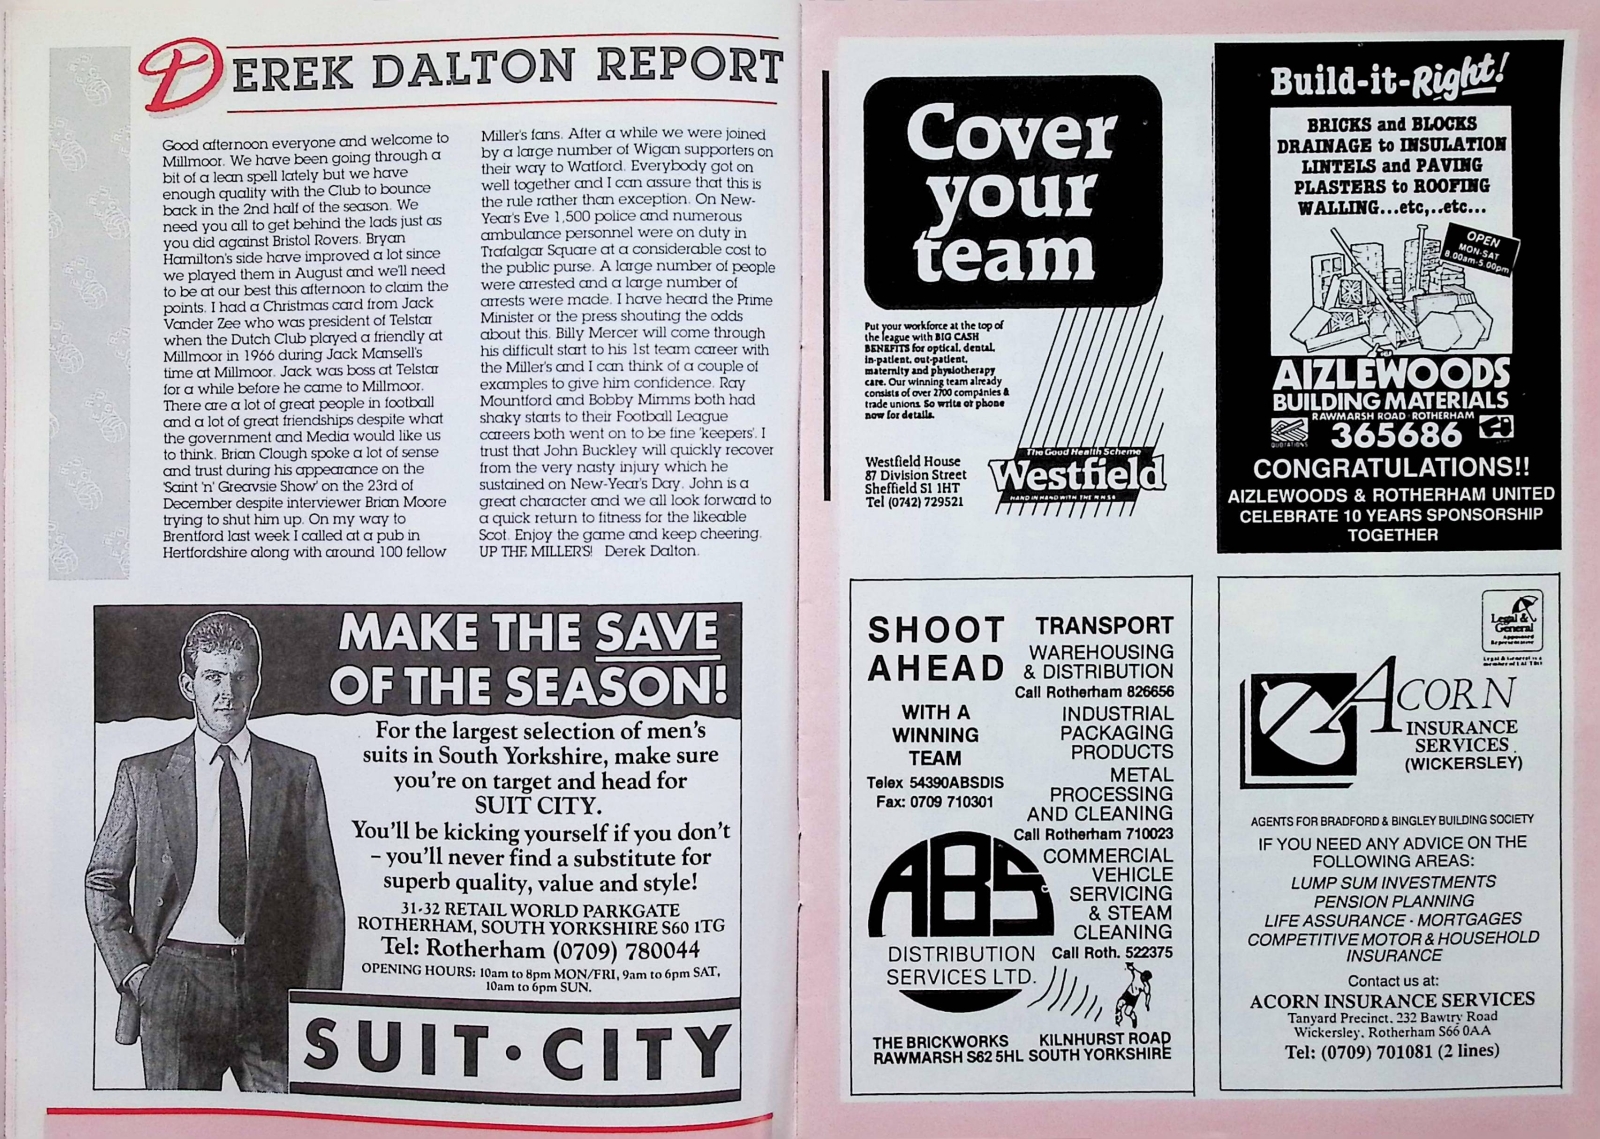 DEREK DALTON REPORT
Good afternoon everyone and welcome to
Millmoor. We have been going through a
bit of a lean spell lately but we have
enough quality with the Club to bounce
back in the 2nd half of the season. We
need you all to get behind the lads just as
you did against Bristol Rovers. Bryan
Hamilton's side have improved a lot since
we played them in August and we'll need
to be at our best this afternoon to claim the
points. I had a Christmas card from Jack
Vander Zee who was president of Telstar
when the Dutch Club played a friendly at
Millmoor in 1966 during Jack Mansell's
time at Millmoor. Jack was boss at Telstar
for a while before he came to Millmoor.
There are a lot of great people in football
and a lot of great friendships despite what
the government and Media would like us
to think. Brian Clough spoke a lot of sense
and trust during his appearance on the
'Saint 'n' Greavsie Show' on the 23rd of
December despite interviewer Brian Moore
trying to shut him up. On my way to
Brentford last week I called at a pub in
Hertfordshire along with around 100 fellow
Miller's fans. After a while we were joined
by a large number of Wigan supporters on
their way to Watford. Everybody got on
well together and I can assure that this is
the rule rather than exception. On New-
Year's Eve 1,500 police and numerous
ambulance personnel were on duty in
Trafalgar Square at a considerable cost to
the public purse. A large number of people
were arrested and a large number of
arrests were made. I have heard the Prime
Minister or the press shouting the odds
about this. Billy Mercer will come through
his difficult start to his 1st team career with
the Miller's and I can think of a couple of
examples to give him confidence. Ray
Mountford and Bobby Mimms both had
shaky starts to their Football League
careers both went on to be fine 'keepers'. I
trust that John Buckley will quickly recover
from the very nasty injury which he
sustained on New-Year's Day. John is a
great character and we all look forward to
a quick return to fitness for the likeable
Scot. Enjoy the game and keep cheering.
UP THE MILLER'S! Derek Dalton.
MAKE THE SAVE
OF THE SEASON!
For the largest selection of men's
suits in South Yorkshire, make sure
you're on target and head for
SUIT CITY.
You'll be kicking yourself if you don't
– you'll never find a substitute for
superb quality, value and style!
31-32 RETAIL WORLD PARKGATE
ROTHERHAM, SOUTH YORKSHIRE S60 1TG
Tel: Rotherham (0709) 780044
OPENING HOURS: 10am to 8pm MON/FRI, 9am to 6pm SAT,
10am to 6pm SUN.
SUIT·CITY
Cover
your
team
Put your workforce at the top of
the league with BIG CASH
BENEFITS for optical, dental,
in-patient, out-patient,
maternity and physiotherapy
care. Our winning team already
consists of over 2700 companies &
trade unions. So write or phone
now for details.
Westfield House
87 Division Street
Sheffield S1 1HT
Tel (0742) 729521
The Good Health Scheme
Westfield
HAND IN HAND WITH THE N H S A
Build-it-Right!
BRICKS and BLOCKS
DRAINAGE to INSULATION
LINTELS and PAVING
PLASTERS to ROOFING
WALLING...etc,..etc...
OPEN
MON-SAT
8.00am-5.00pm
AIZLEWOODS
BUILDING MATERIALS
RAWMARSH ROAD · ROTHERHAM
365686
QUOTATIONS
CONGRATULATIONS!!
AIZLEWOODS & ROTHERHAM UNITED
CELEBRATE 10 YEARS SPONSORSHIP
TOGETHER
SHOOT
AHEAD
WITH A
WINNING
TEAM
Telex 54390ABSDIS
Fax: 0709 710301
ABS
DISTRIBUTION
SERVICES LTD.
TRANSPORT
WAREHOUSING
& DISTRIBUTION
Call Rotherham 826656
INDUSTRIAL
PACKAGING
PRODUCTS
METAL
PROCESSING
AND CLEANING
Call Rotherham 710023
COMMERCIAL
VEHICLE
SERVICING
& STEAM
CLEANING
Call Roth. 522375
THE BRICKWORKS KILNHURST ROAD
RAWMARSH S62 5HL SOUTH YORKSHIRE
Legal &
General
Appointed
Representative
ACORN
INSURANCE
SERVICES
(WICKERSLEY)
AGENTS FOR BRADFORD & BINGLEY BUILDING SOCIETY
IF YOU NEED ANY ADVICE ON THE
FOLLOWING AREAS:
LUMP SUM INVESTMENTS
PENSION PLANNING
LIFE ASSURANCE - MORTGAGES
COMPETITIVE MOTOR & HOUSEHOLD
INSURANCE
Contact us at:
ACORN INSURANCE SERVICES
Tanyard Precinct, 232 Bawtry Road
Wickersley, Rotherham S66 0AA
Tel: (0709) 701081 (2 lines)